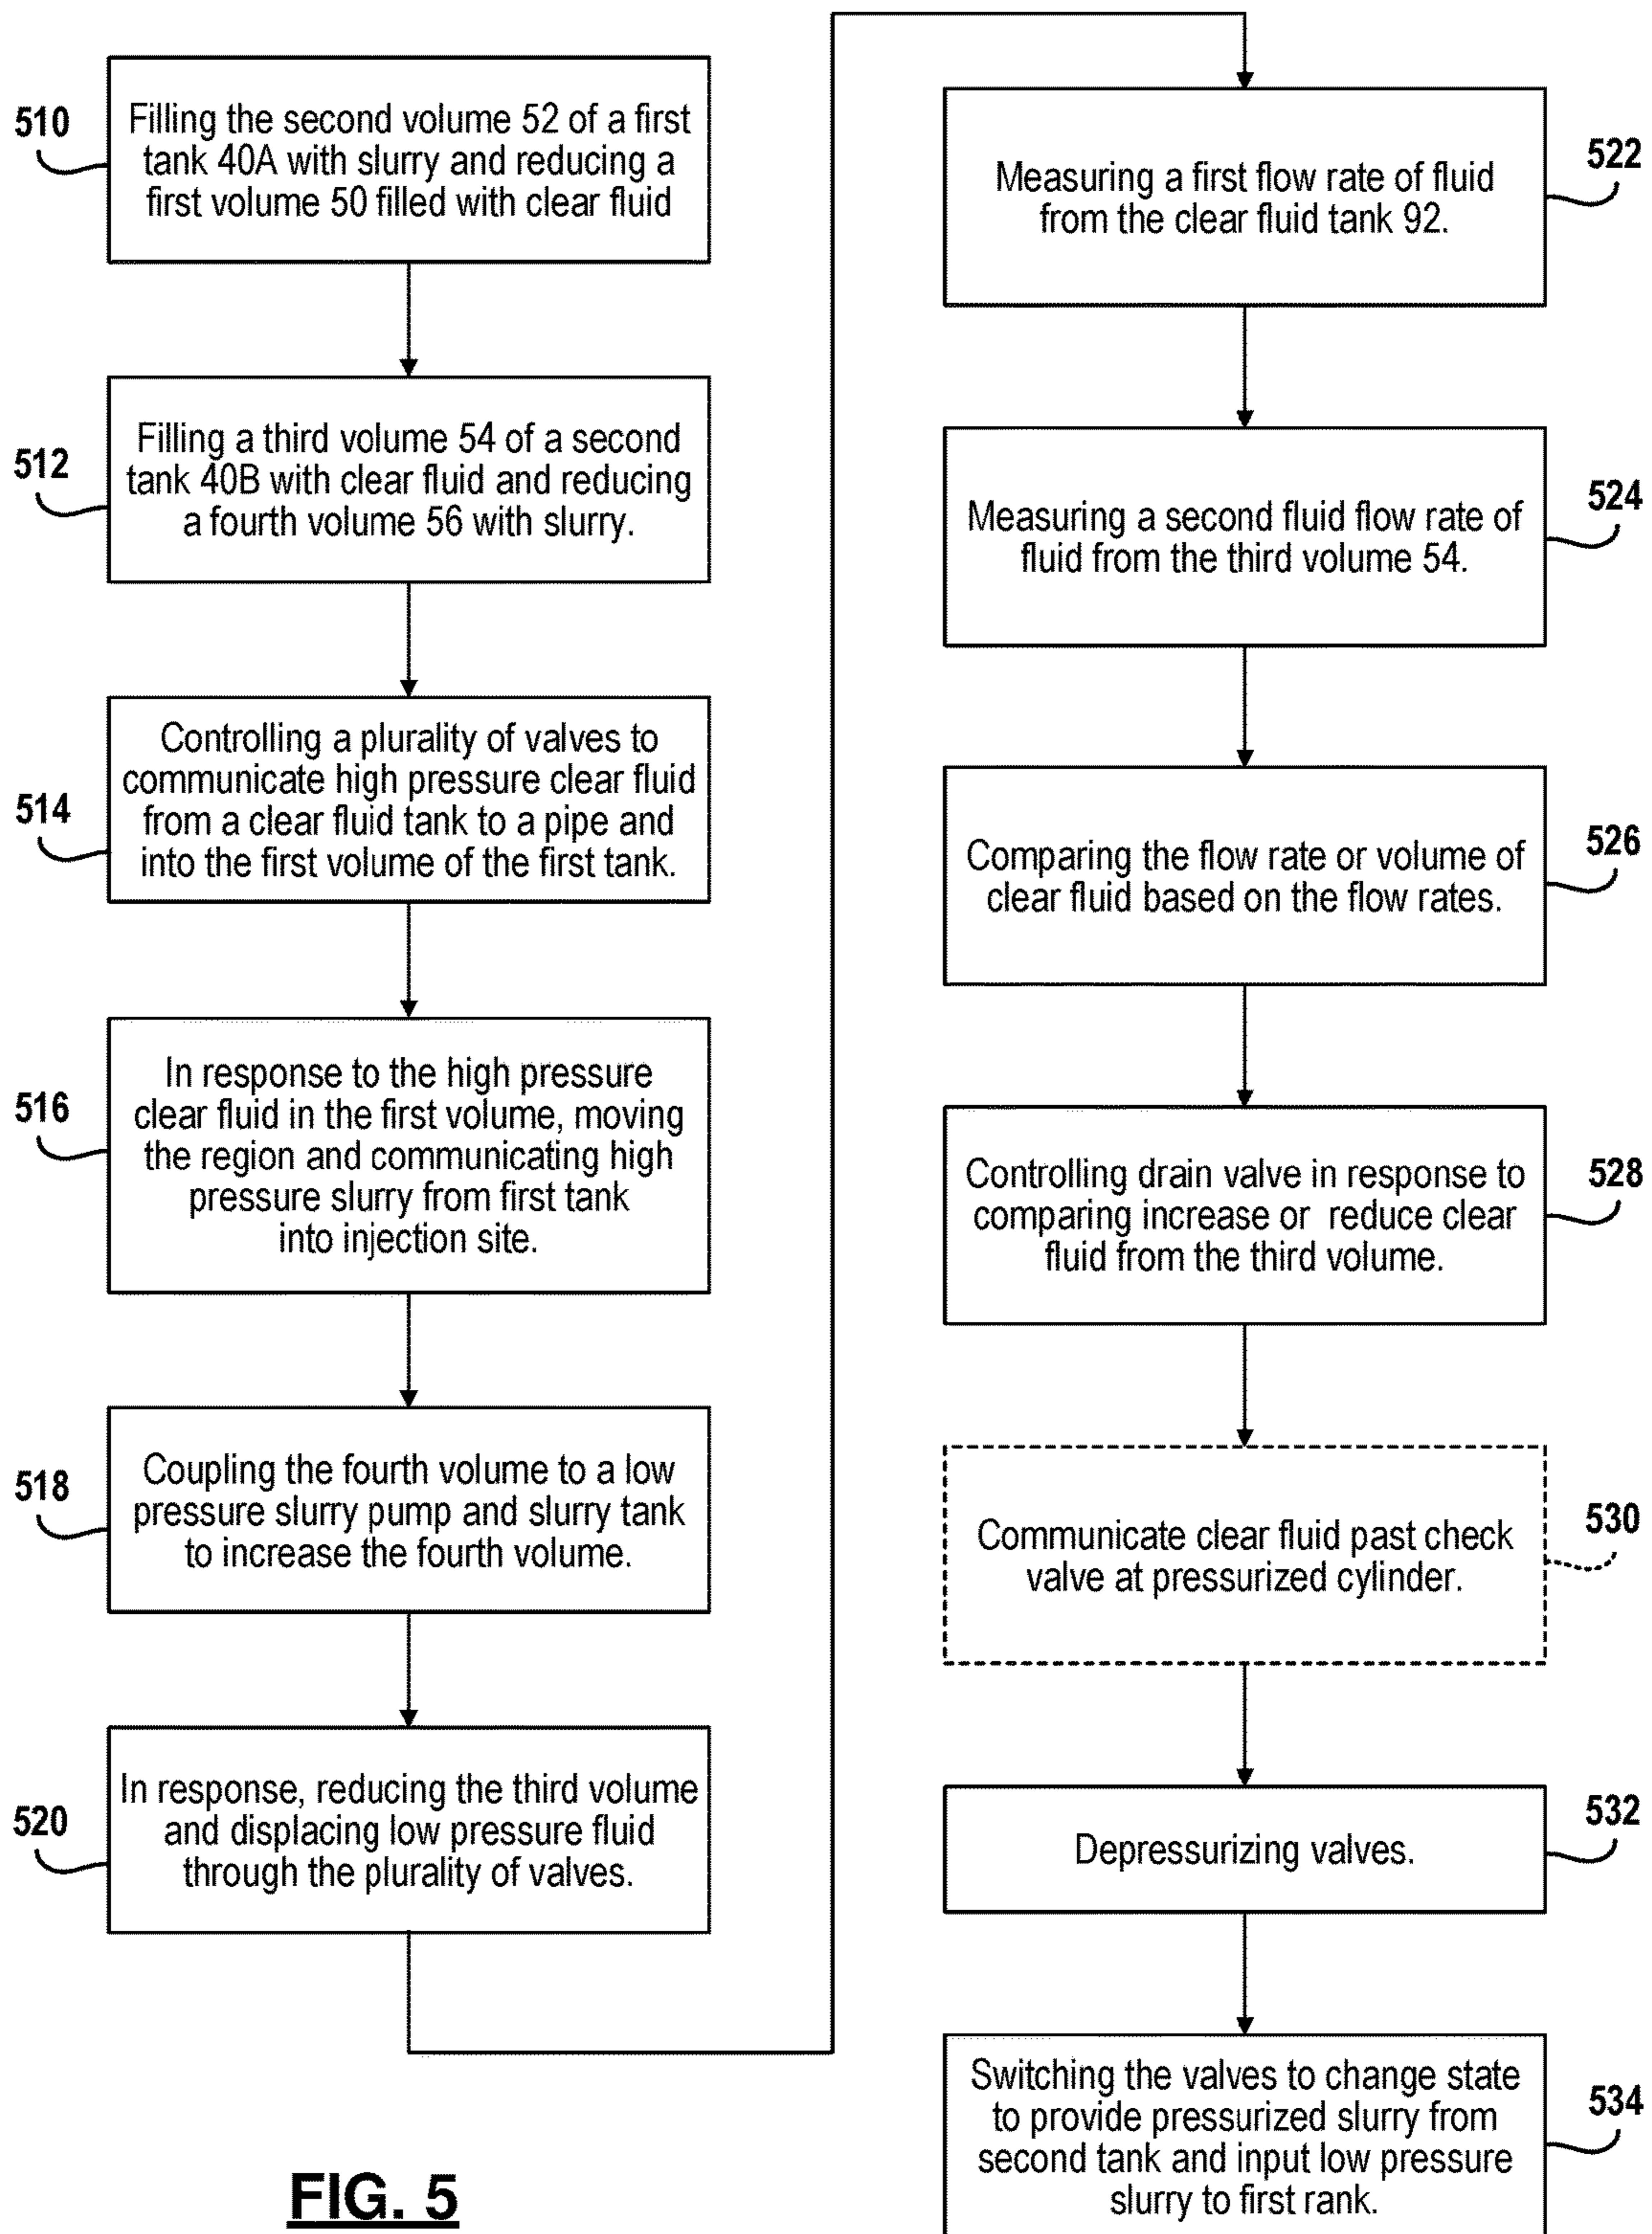 510
Filling the second volume 52 of a first
tank 40A with slurry and reducing a
first volume 50 filled with clear fluid
512
Filling a third volume 54 of a second
tank 40B with clear fluid and reducing
a fourth volume 56 with slurry.
514
Controlling a plurality of valves to
communicate high pressure clear fluid
from a clear fluid tank to a pipe and
into the first volume of the first tank.
516
In response to the high pressure
clear fluid in the first volume, moving
the region and communicating high
pressure slurry from first tank
into injection site.
518
Coupling the fourth volume to a low
pressure slurry pump and slurry tank
to increase the fourth volume.
520
In response, reducing the third volume
and displacing low pressure fluid
through the plurality of valves.
522
Measuring a first flow rate of fluid
from the clear fluid tank 92.
524
Measuring a second fluid flow rate of
fluid from the third volume 54.
526
Comparing the flow rate or volume of
clear fluid based on the flow rates.
528
Controlling drain valve in response to
comparing increase or reduce clear
fluid from the third volume.
530
Communicate clear fluid past check
valve at pressurized cylinder.
532
Depressurizing valves.
534
Switching the valves to change state
to provide pressurized slurry from
second tank and input low pressure
slurry to first rank.
FIG. 5